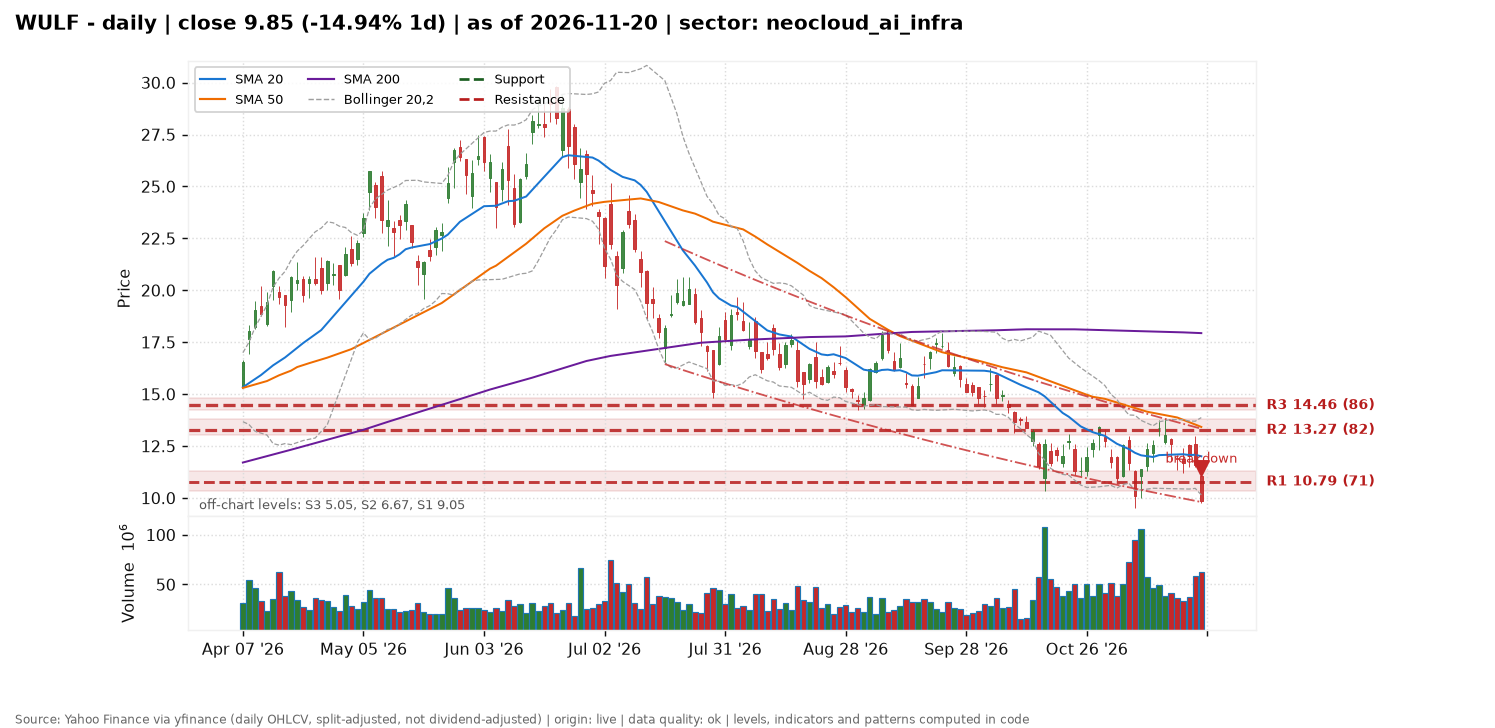 WULF - daily | close 9.85 (-14.94% 1d) | as of 2026-11-20 | sector: neocloud_ai_infra
SMA 20
SMA 50
SMA 200
Bollinger 20,2
Support
Resistance
Price
30.0
27.5
25.0
22.5
20.0
17.5
15.0
12.5
10.0
R3 14.46 (86)
R2 13.27 (82)
breakdown
R1 10.79 (71)
off-chart levels: S3 5.05, S2 6.67, S1 9.05
Volume 10⁶
100
50
Apr 07 '26
May 05 '26
Jun 03 '26
Jul 02 '26
Jul 31 '26
Aug 28 '26
Sep 28 '26
Oct 26 '26
Source: Yahoo Finance via yfinance (daily OHLCV, split-adjusted, not dividend-adjusted) | origin: live | data quality: ok | levels, indicators and patterns computed in code